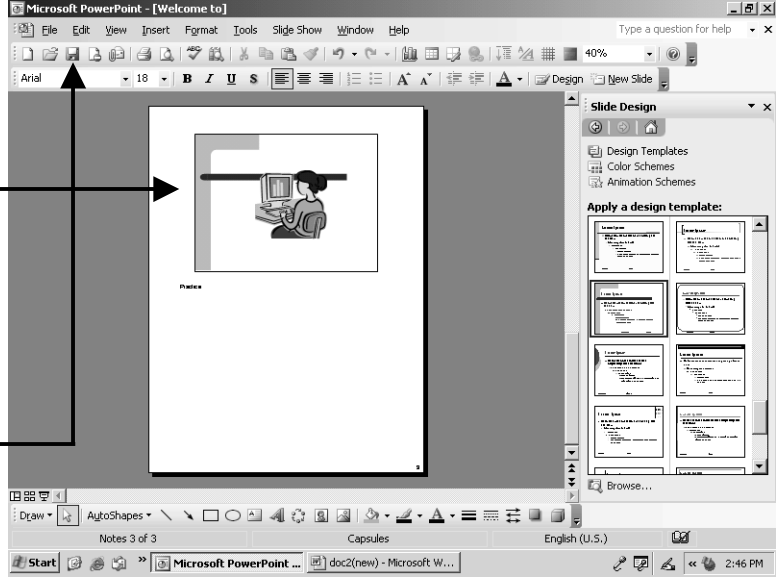 Microsoft PowerPoint - [Welcome to]
File Edit View Insert Format Tools Slide Show Window Help Type a question for help
40%
Arial 18 B I U S A A A Design New Slide
Slide Design
Design Templates
Color Schemes
Animation Schemes
Apply a design template:
Practice
Browse...
Draw AutoShapes A
Notes 3 of 3 Capsules English (U.S.)
Start » Microsoft PowerPoint ... doc2(new) - Microsoft W... « 2:46 PM